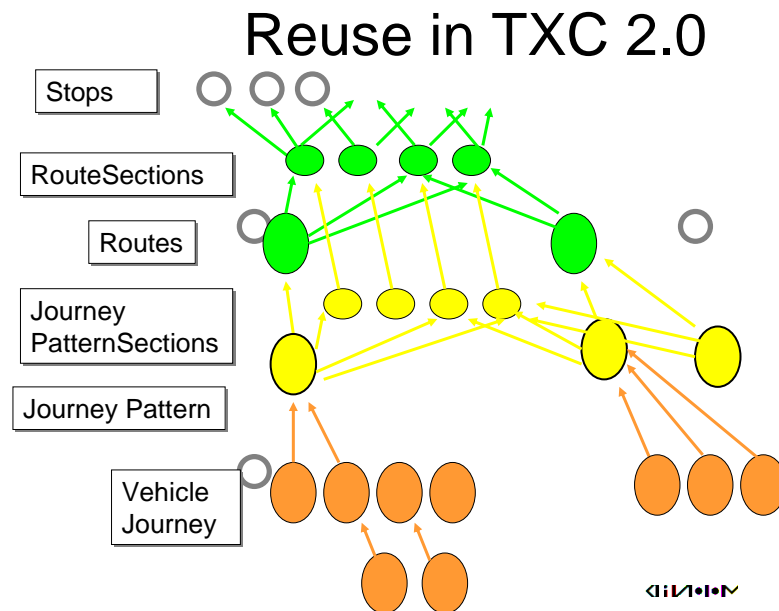 Reuse in TXC 2.0
Stops
RouteSections
Routes
Journey
PatternSections
Journey Pattern
Vehicle
Journey